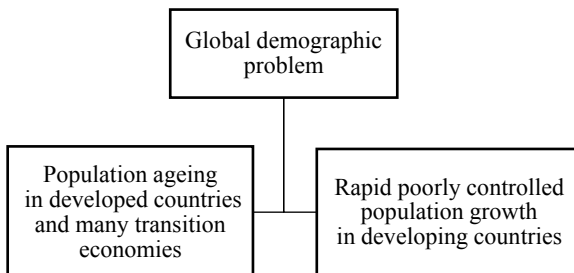 Global demographic
problem
Population ageing
in developed countries
and many transition
economies
Rapid poorly controlled
population growth
in developing countries